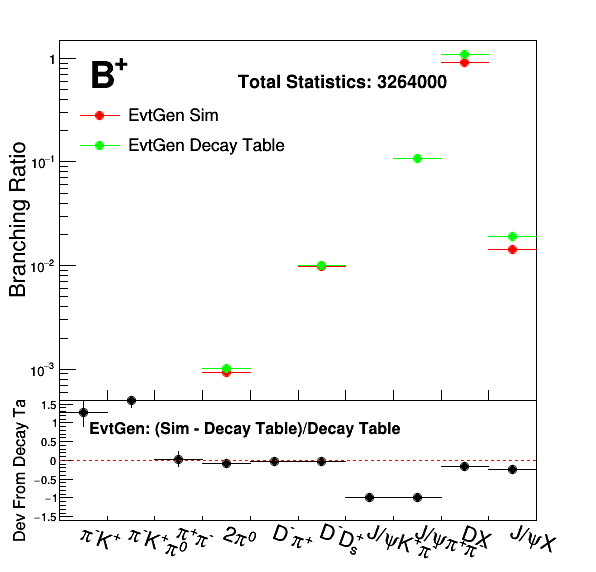 B⁺
Total Statistics: 3264000
EvtGen Sim
EvtGen Decay Table
Branching Ratio
1
10⁻¹
10⁻²
10⁻³
EvtGen: (Sim - Decay Table)/Decay Table
Dev From Decay Ta
1.5
1
0.5
0
−0.5
−1
−1.5
π⁻K⁺ π⁻K⁺π⁰ π⁺π⁻ 2π⁰ D⁻π⁺ D⁻D⁺ₛ J/ψK⁺π⁻ J/ψπ⁺π⁻ DX J/ψX